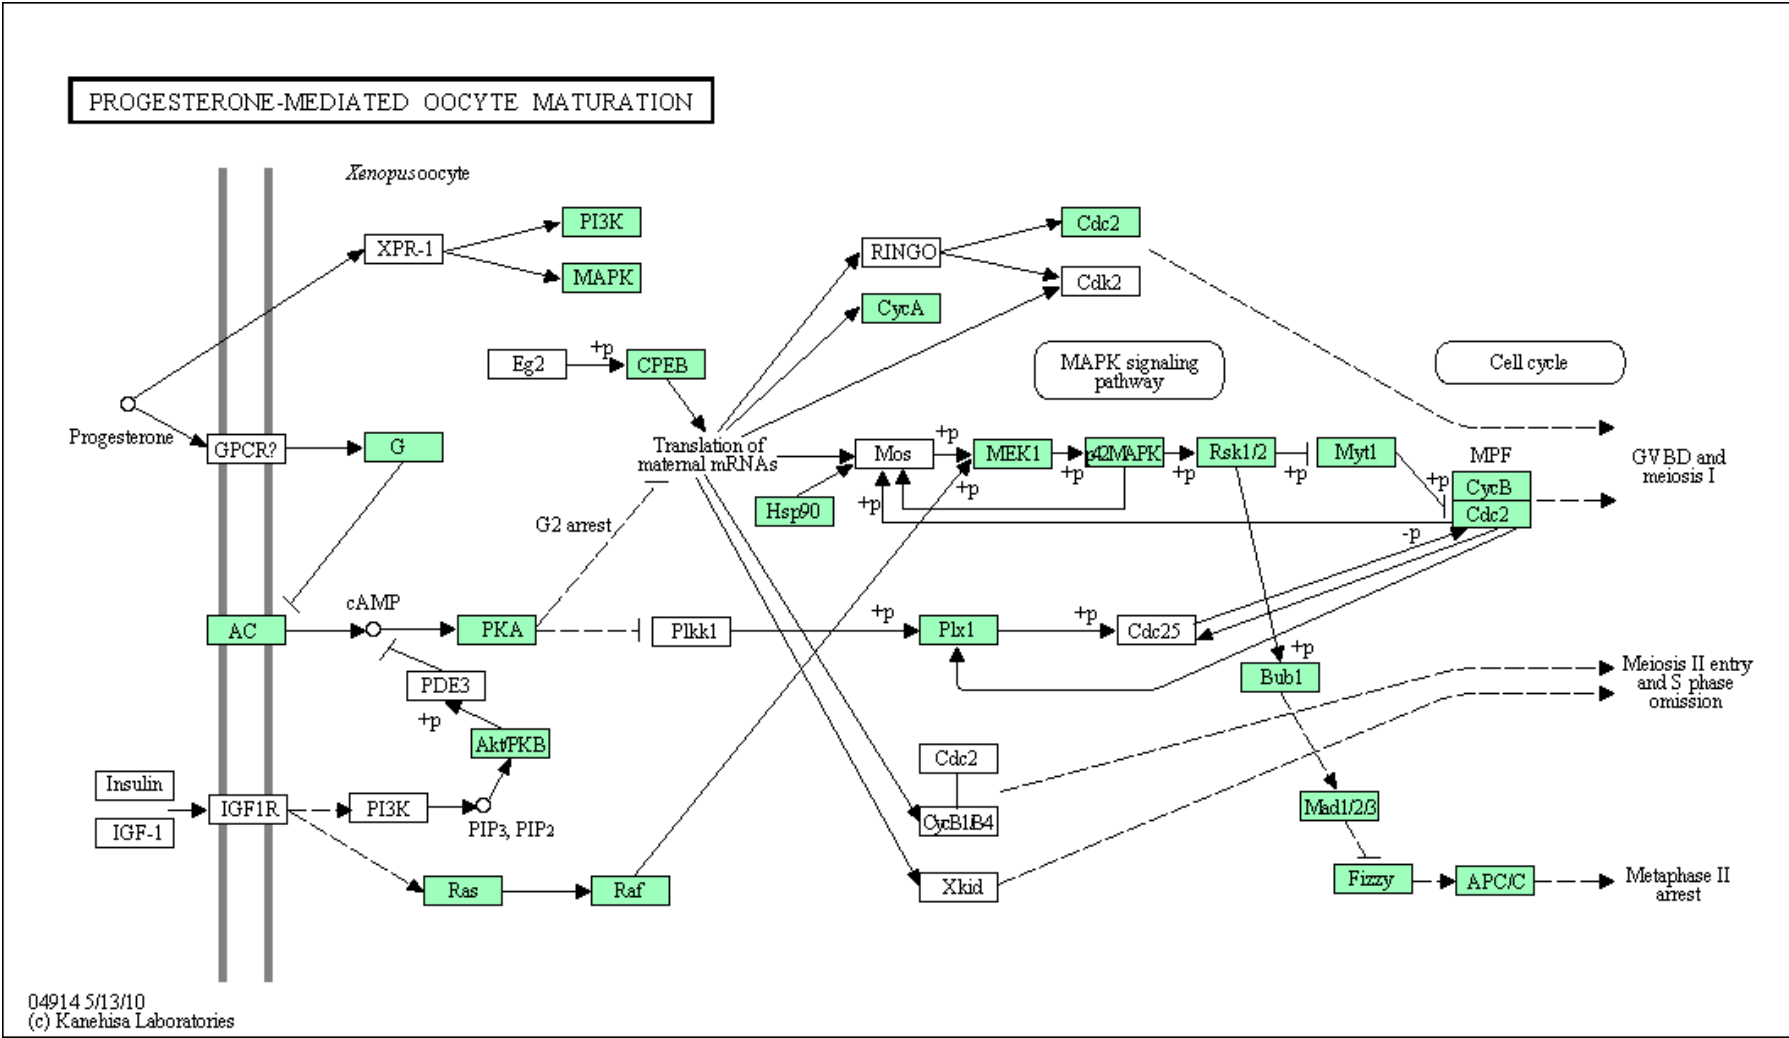 PROGESTERONE-MEDIATED OOCYTE MATURATION
Xenopus oocyte
PI3K
XPR-1
MAPK
RINGO
Cdc2
Cdk2
CycA
Eg2
+p
CPEB
MAPK signaling
pathway
Cell cycle
Progesterone
GPCR?
G
Translation of
maternal mRNAs
Mos
+p
MEK1
+p
p42MAPK
+p
Rsk1/2
+p
Myt1
MPF
+p
CycB
Cdc2
GVBD and
meiosis I
Hsp90
+p
+p
-p
G2 arrest
AC
cAMP
PKA
Plkk1
+p
Plx1
+p
Cdc25
+p
Bub1
PDE3
+p
Akt/PKB
Meiosis II entry
and S phase
omission
Insulin
IGF-1
IGF1R
PI3K
PIP3, PIP2
Cdc2
CycB1/B4
Xkid
Mad1/2/3
Ras
Raf
Fizzy
APC/C
Metaphase II
arrest
04914 5/13/10
(c) Kanehisa Laboratories